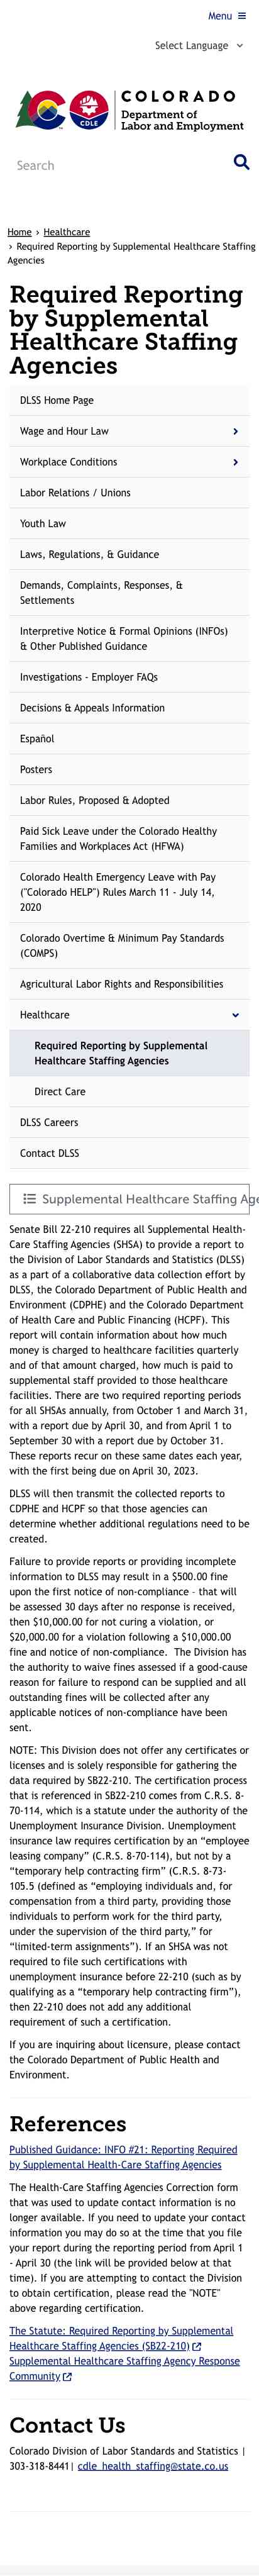 Menu
Select Language
COLORADO
Department of
Labor and Employment
CO
TM
CDLE
Search
Home › Healthcare
› Required Reporting by Supplemental Healthcare Staffing
Agencies
Required Reporting
by Supplemental
Healthcare Staffing
Agencies
DLSS Home Page
Wage and Hour Law
Workplace Conditions
Labor Relations / Unions
Youth Law
Laws, Regulations, & Guidance
Demands, Complaints, Responses, &
Settlements
Interpretive Notice & Formal Opinions (INFOs)
& Other Published Guidance
Investigations - Employer FAQs
Decisions & Appeals Information
Español
Posters
Labor Rules, Proposed & Adopted
Paid Sick Leave under the Colorado Healthy
Families and Workplaces Act (HFWA)
Colorado Health Emergency Leave with Pay
("Colorado HELP") Rules March 11 - July 14,
2020
Colorado Overtime & Minimum Pay Standards
(COMPS)
Agricultural Labor Rights and Responsibilities
Healthcare
Required Reporting by Supplemental
Healthcare Staffing Agencies
Direct Care
DLSS Careers
Contact DLSS
Supplemental Healthcare Staffing Age
Senate Bill 22-210 requires all Supplemental Health-
Care Staffing Agencies (SHSA) to provide a report to
the Division of Labor Standards and Statistics (DLSS)
as a part of a collaborative data collection effort by
DLSS, the Colorado Department of Public Health and
Environment (CDPHE) and the Colorado Department
of Health Care and Public Financing (HCPF). This
report will contain information about how much
money is charged to healthcare facilities quarterly
and of that amount charged, how much is paid to
supplemental staff provided to those healthcare
facilities. There are two required reporting periods
for all SHSAs annually, from October 1 and March 31,
with a report due by April 30, and from April 1 to
September 30 with a report due by October 31.
These reports recur on these same dates each year,
with the first being due on April 30, 2023.
DLSS will then transmit the collected reports to
CDPHE and HCPF so that those agencies can
determine whether additional regulations need to be
created.
Failure to provide reports or providing incomplete
information to DLSS may result in a $500.00 fine
upon the first notice of non-compliance - that will
be assessed 30 days after no response is received,
then $10,000.00 for not curing a violation, or
$20,000.00 for a violation following a $10,000.00
fine and notice of non-compliance.  The Division has
the authority to waive fines assessed if a good-cause
reason for failure to respond can be supplied and all
outstanding fines will be collected after any
applicable notices of non-compliance have been
sent.
NOTE: This Division does not offer any certificates or
licenses and is solely responsible for gathering the
data required by SB22-210. The certification process
that is referenced in SB22-210 comes from C.R.S. 8-
70-114, which is a statute under the authority of the
Unemployment Insurance Division. Unemployment
insurance law requires certification by an “employee
leasing company” (C.R.S. 8-70-114), but not by a
“temporary help contracting firm” (C.R.S. 8-73-
105.5 (defined as “employing individuals and, for
compensation from a third party, providing those
individuals to perform work for the third party,
under the supervision of the third party,” for
“limited-term assignments”). If an SHSA was not
required to file such certifications with
unemployment insurance before 22-210 (such as by
qualifying as a “temporary help contracting firm”),
then 22-210 does not add any additional
requirement of such a certification.
If you are inquiring about licensure, please contact
the Colorado Department of Public Health and
Environment.
References
Published Guidance: INFO #21: Reporting Required
by Supplemental Health-Care Staffing Agencies
The Health-Care Staffing Agencies Correction form
that was used to update contact information is no
longer available. If you need to update your contact
information you may do so at the time that you file
your report during the reporting period from April 1
- April 30 (the link will be provided below at that
time). If you are attempting to contact the Division
to obtain certification, please read the "NOTE"
above regarding certification.
The Statute: Required Reporting by Supplemental
Healthcare Staffing Agencies (SB22-210)
Supplemental Healthcare Staffing Agency Response
Community
Contact Us
Colorado Division of Labor Standards and Statistics |
303-318-8441| cdle_health_staffing@state.co.us